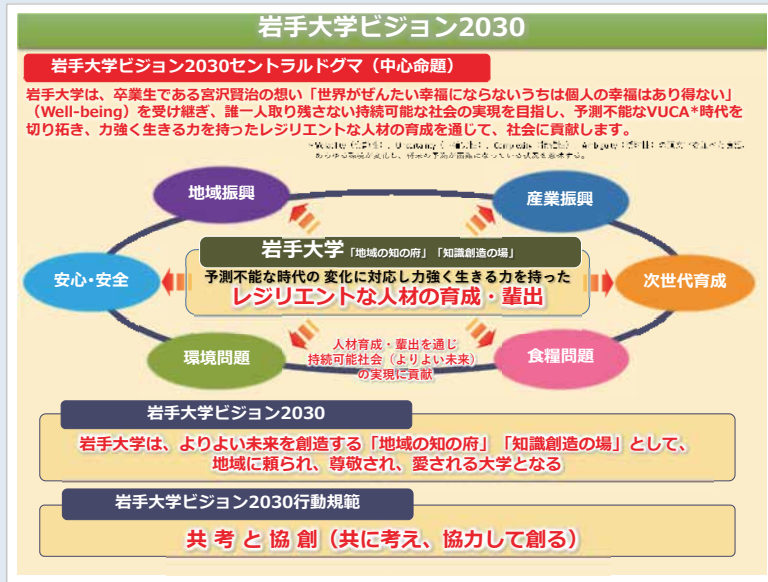 岩手大学ビジョン2030
岩手大学ビジョン2030セントラルドグマ（中心命題）
岩手大学は、卒業生である宮沢賢治の想い「世界がぜんたい幸福にならないうちは個人の幸福はあり得ない」
（Well-being）を受け継ぎ、誰一人取り残さない持続可能な社会の実現を目指し、予測不能なVUCA*時代を
切り拓き、力強く生きる力を持ったレジリエントな人材の育成を通じて、社会に貢献します。
地域振興
産業振興
岩手大学「地域の知の府」「知識創造の場」
予測不能な時代の 変化に対応し力強く生きる力を持った
レジリエントな人材の育成・輩出
安心・安全
次世代育成
環境問題
人材育成・輩出を通じ
持続可能社会（よりよい未来）
の実現に貢献
食糧問題
岩手大学ビジョン2030
岩手大学は、よりよい未来を創造する「地域の知の府」「知識創造の場」として、
地域に頼られ、尊敬され、愛される大学となる
岩手大学ビジョン2030行動規範
共 考 と 協 創（共に考え、協力して創る）